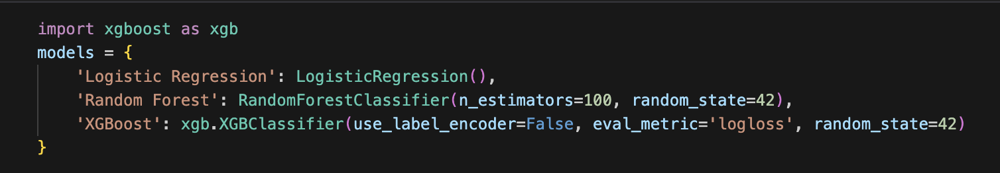 import xgboost as xgb
models = {
    'Logistic Regression': LogisticRegression(),
    'Random Forest': RandomForestClassifier(n_estimators=100, random_state=42),
    'XGBoost': xgb.XGBClassifier(use_label_encoder=False, eval_metric='logloss', random_state=42)
}